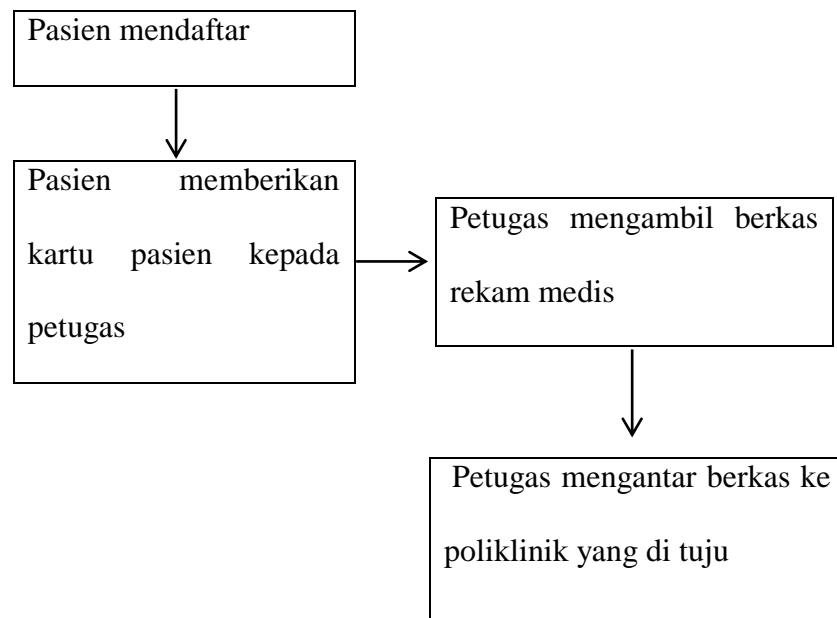 Pasien mendaftar
Pasien memberikan
kartu pasien kepada
petugas
Petugas mengambil berkas
rekam medis
Petugas mengantar berkas ke
poliklinik yang di tuju